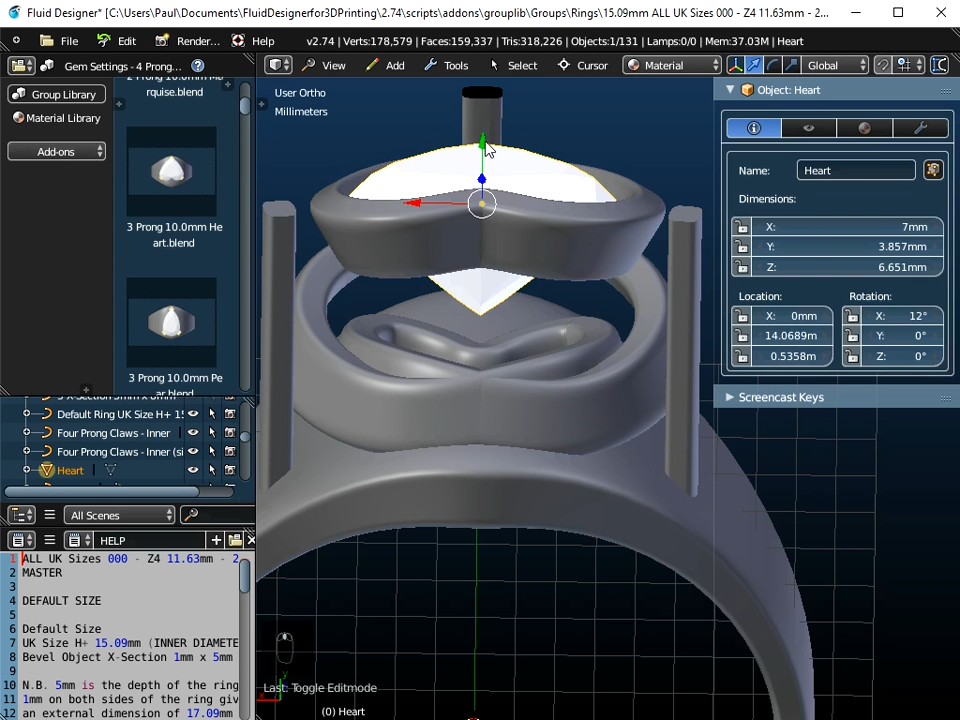 Fluid Designer* [C:\Users\Paul\Documents\FluidDesignerfor3DPrinting\2.74\scripts\addons\grouplib\Groups\Rings\15.09mm ALL UK Sizes 000 - Z4 11.63mm - 2...
File Edit Render... Help v2.74 | Verts:178,579 | Faces:159,337 | Tris:318,226 | Objects:1/131 | Lamps:0/0 | Mem:37.03M | Heart
Gem Settings - 4 Prong...
View Add Tools Select Cursor Material Global
Group Library
Material Library
Add-ons
rquise.blend
3 Prong 10.0mm He
art.blend
3 Prong 10.0mm Pe
ar.blend
User Ortho
Millimeters
Object: Heart
Name: Heart
Dimensions:
X: 7mm
Y: 3.857mm
Z: 6.651mm
Location: Rotation:
X: 0mm X: 12°
14.0689m Y: 0°
0.5358m Z: 0°
Screencast Keys
Default Ring UK Size H+ 15
Four Prong Claws - Inner
Four Prong Claws - Inner (si
Heart
All Scenes
HELP
1 ALL UK Sizes 000 - Z4 11.63mm - 2
2 MASTER
3
4 DEFAULT SIZE
5
6 Default Size
7 UK Size H+ 15.09mm (INNER DIAMETE
8 Bevel Object X-Section 1mm x 5mm
9
10 N.B. 5mm is the depth of the ring
11 1mm on both sides of the ring giv
12 an external dimension of 17.09mm
Last: Toggle Editmode
(0) Heart